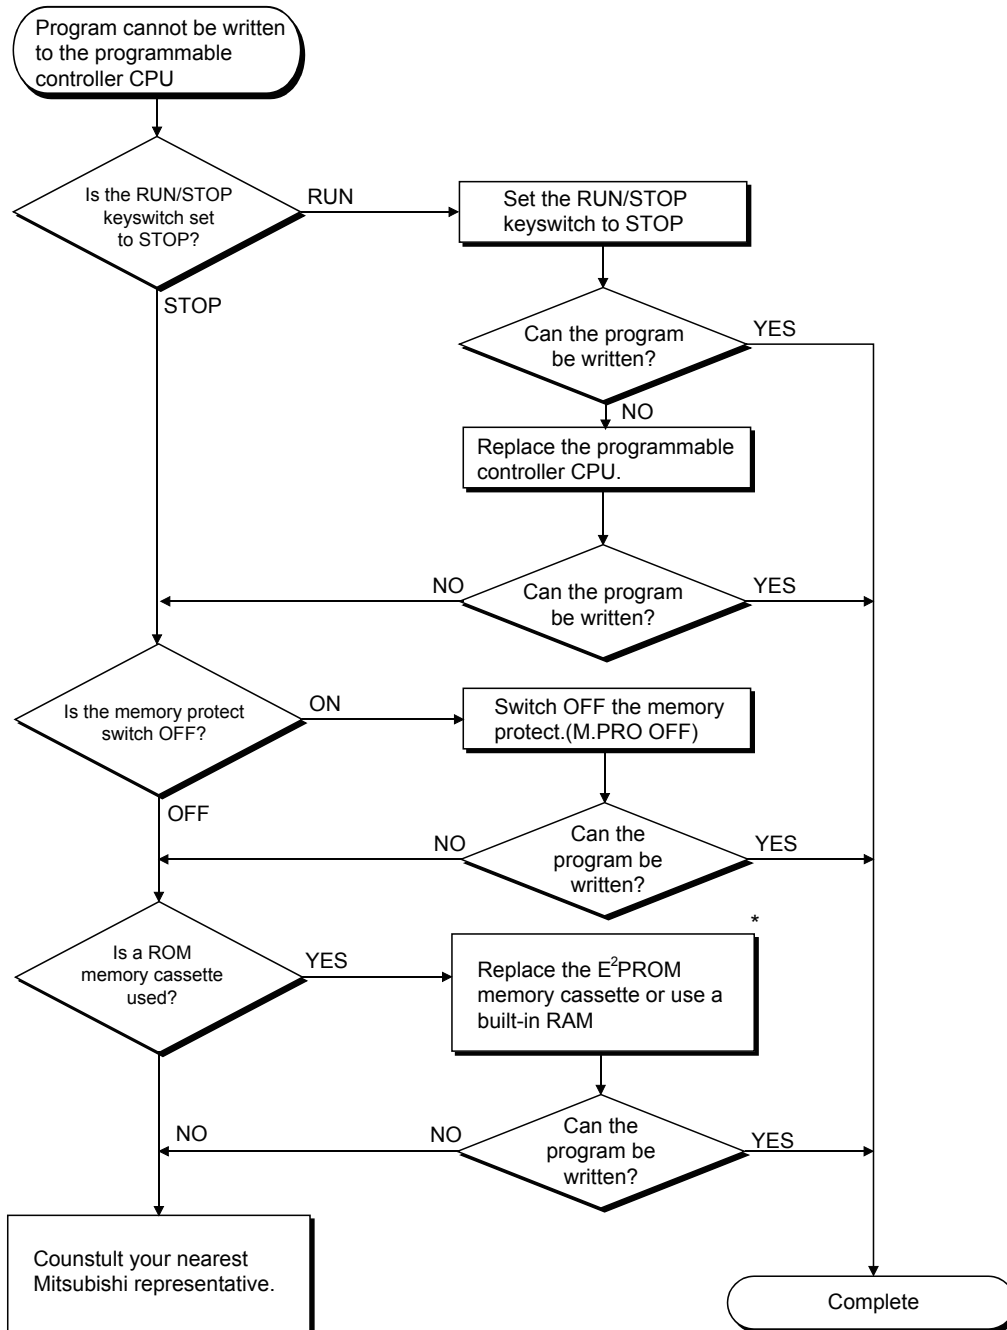 Program cannot be written
to the programmable
controller CPU
Is the RUN/STOP
keyswitch set
to STOP?
RUN
Set the RUN/STOP
keyswitch to STOP
STOP
Can the program
be written?
YES
NO
Replace the programmable
controller CPU.
NO
Can the program
be written?
YES
Is the memory protect
switch OFF?
ON
Switch OFF the memory
protect.(M.PRO OFF)
OFF
NO
Can the
program be
written?
YES
*
Is a ROM
memory cassette
used?
YES
Replace the E²PROM
memory cassette or use a
built-in RAM
NO
NO
Can the
program be
written?
YES
Counstult your nearest
Mitsubishi representative.
Complete